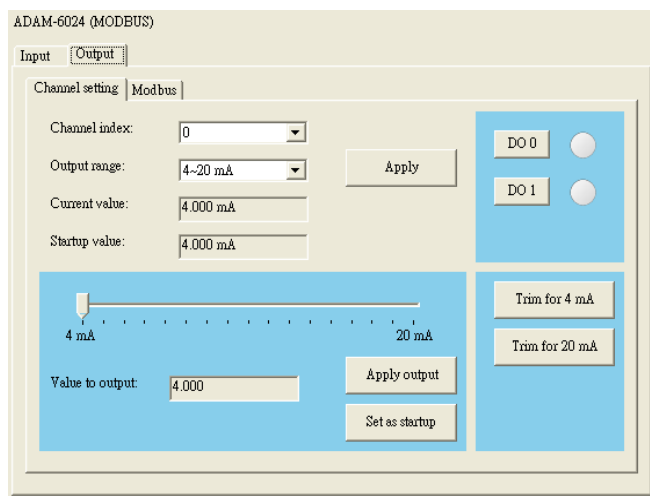 ADAM-6024 (MODBUS)
Input Output
Channel setting Modbus
Channel index: 0
Output range: 4~20 mA
Apply
Current value: 4.000 mA
Startup value: 4.000 mA
DO 0
DO 1
4 mA 20 mA
Value to output: 4.000
Apply output
Set as startup
Trim for 4 mA
Trim for 20 mA